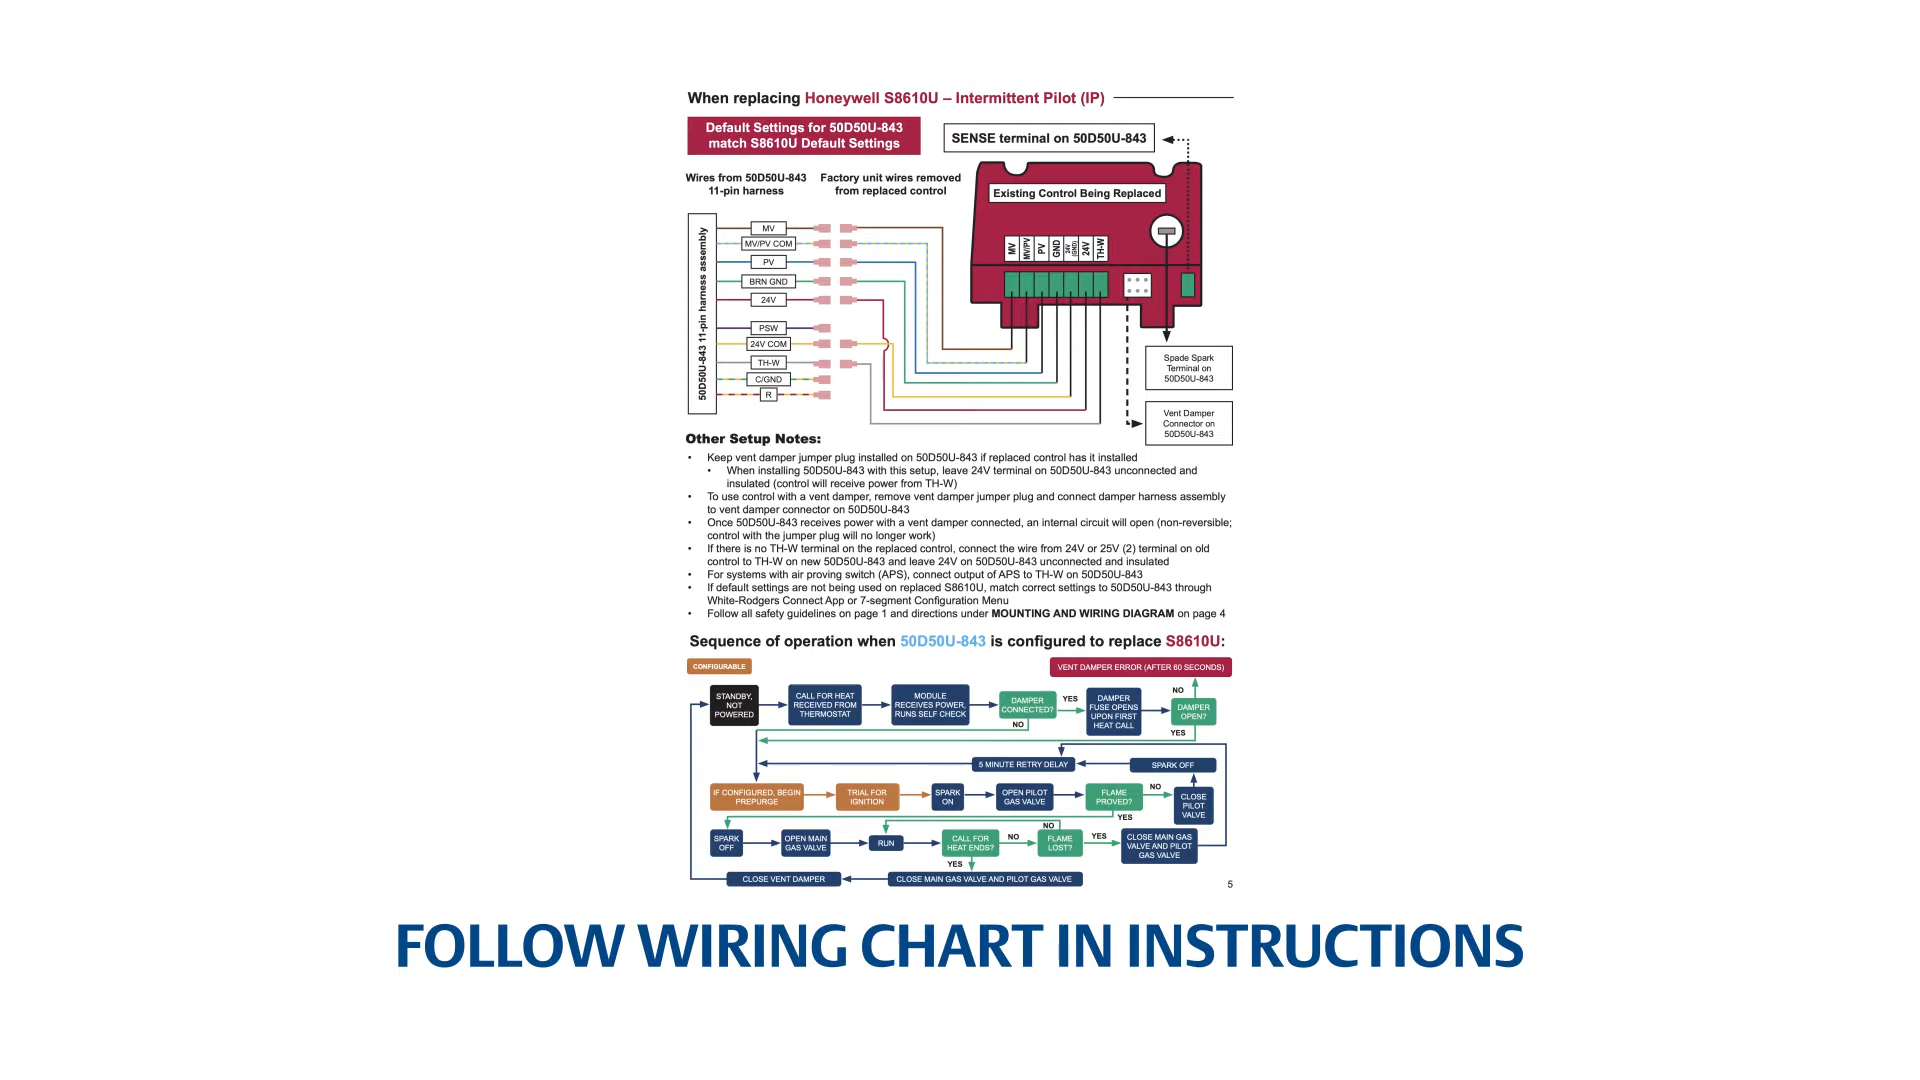 When replacing Honeywell S8610U – Intermittent Pilot (IP)
Default Settings for 50D50U-843
match S8610U Default Settings
SENSE terminal on 50D50U-843
Wires from 50D50U-843
11-pin harness
Factory unit wires removed
from replaced control
Existing Control Being Replaced
50D50U-843 11-pin harness assembly
MV
MV/PV COM
PV
BRN GND
24V
PSW
24V COM
TH-W
C/GND
R
MV
MV/PV
PV
GND
24V
(GND)
24V
TH-W
Spade Spark
Terminal on
50D50U-843
Vent Damper
Connector on
50D50U-843
Other Setup Notes:
• Keep vent damper jumper plug installed on 50D50U-843 if replaced control has it installed
• When installing 50D50U-843 with this setup, leave 24V terminal on 50D50U-843 unconnected and
insulated (control will receive power from TH-W)
• To use control with a vent damper, remove vent damper jumper plug and connect damper harness assembly
to vent damper connector on 50D50U-843
• Once 50D50U-843 receives power with a vent damper connected, an internal circuit will open (non-reversible;
control with the jumper plug will no longer work)
• If there is no TH-W terminal on the replaced control, connect the wire from 24V or 25V (2) terminal on old
control to TH-W on new 50D50U-843 and leave 24V on 50D50U-843 unconnected and insulated
• For systems with air proving switch (APS), connect output of APS to TH-W on 50D50U-843
• If default settings are not being used on replaced S8610U, match correct settings to 50D50U-843 through
White-Rodgers Connect App or 7-segment Configuration Menu
• Follow all safety guidelines on page 1 and directions under MOUNTING AND WIRING DIAGRAM on page 4
Sequence of operation when 50D50U-843 is configured to replace S8610U:
CONFIGURABLE
VENT DAMPER ERROR (AFTER 60 SECONDS)
STANDBY,
NOT
POWERED
CALL FOR HEAT
RECEIVED FROM
THERMOSTAT
MODULE
RECEIVES POWER,
RUNS SELF CHECK
DAMPER
CONNECTED?
YES
NO
DAMPER
FUSE OPENS
UPON FIRST
HEAT CALL
NO
DAMPER
OPEN?
YES
5 MINUTE RETRY DELAY
SPARK OFF
IF CONFIGURED, BEGIN
PREPURGE
TRIAL FOR
IGNITION
SPARK
ON
OPEN PILOT
GAS VALVE
FLAME
PROVED?
NO
YES
CLOSE
PILOT
VALVE
SPARK
OFF
OPEN MAIN
GAS VALVE
RUN
CALL FOR
HEAT ENDS?
NO
YES
NO
FLAME
LOST?
YES
CLOSE MAIN GAS
VALVE AND PILOT
GAS VALVE
CLOSE VENT DAMPER
CLOSE MAIN GAS VALVE AND PILOT GAS VALVE
5
FOLLOW WIRING CHART IN INSTRUCTIONS